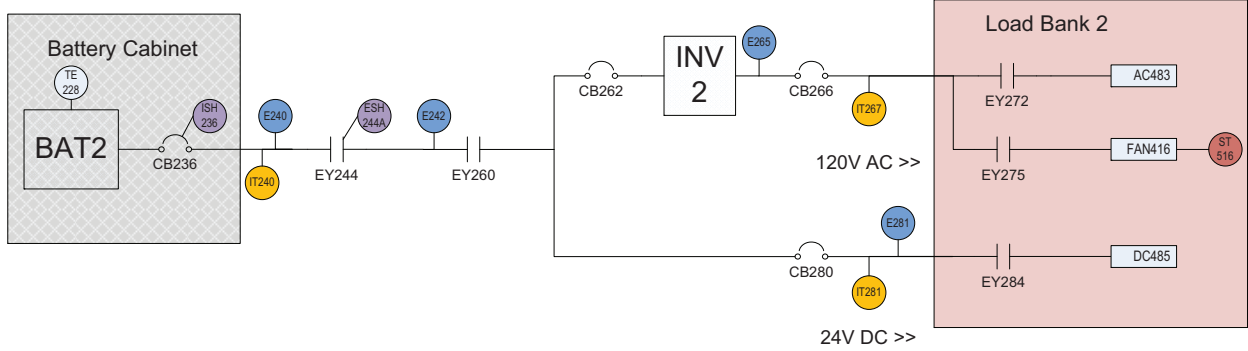 Battery Cabinet
TE
228
BAT2
ISH
236
CB236
E240
IT240
ESH
244A
EY244
E242
EY260
CB262
INV
2
E265
CB266
IT267
120V AC >>
CB280
E281
IT281
24V DC >>
Load Bank 2
EY272
AC483
EY275
FAN416
ST
516
EY284
DC485